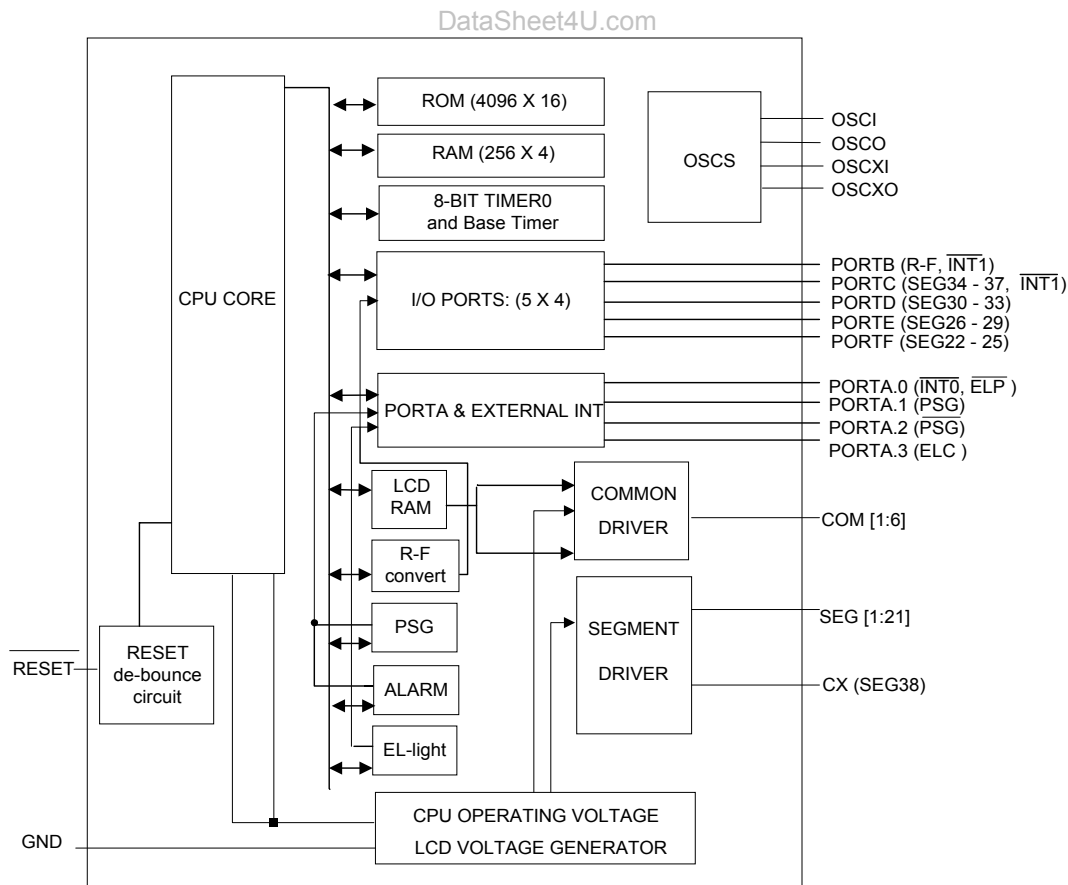 DataSheet4U.com
CPU CORE
ROM (4096 X 16)
RAM (256 X 4)
8-BIT TIMER0
and Base Timer
I/O PORTS: (5 X 4)
PORTA & EXTERNAL INT
LCD
RAM
R-F
convert
PSG
ALARM
EL-light
CPU OPERATING VOLTAGE
LCD VOLTAGE GENERATOR
OSCS
OSCI
OSCO
OSCXI
OSCXO
PORTB (R-F, INT1)
PORTC (SEG34 - 37, INT1)
PORTD (SEG30 - 33)
PORTE (SEG26 - 29)
PORTF (SEG22 - 25)
PORTA.0 (INT0, ELP )
PORTA.1 (PSG)
PORTA.2 (PSG)
PORTA.3 (ELC )
COMMON
DRIVER
COM [1:6]
SEGMENT
DRIVER
SEG [1:21]
CX (SEG38)
RESET
RESET
de-bounce
circuit
GND